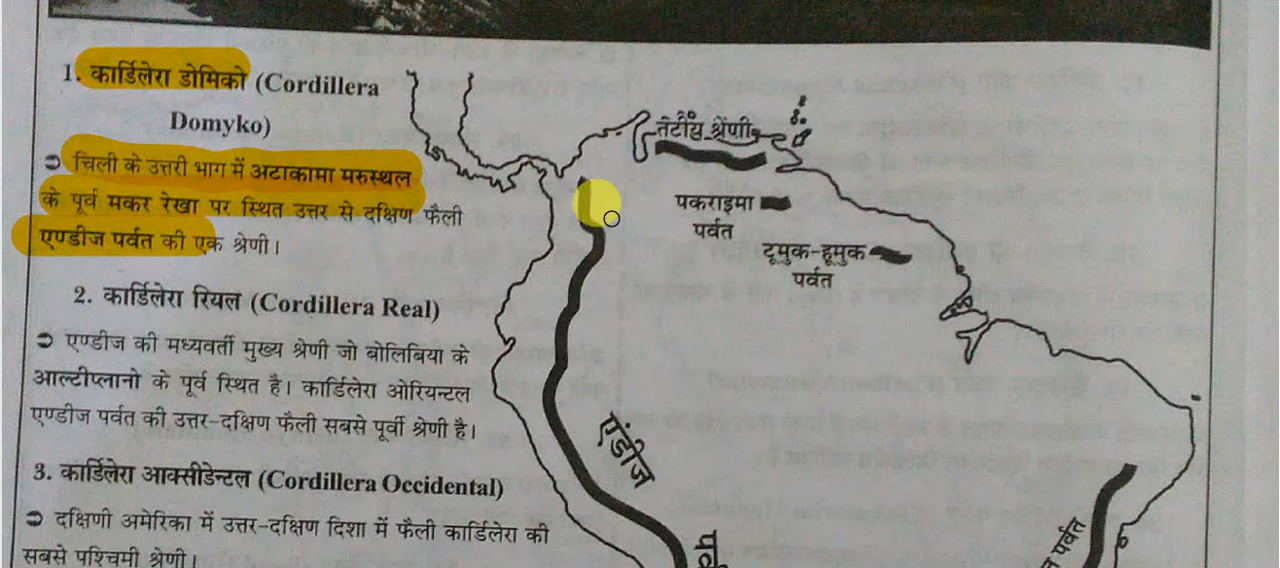 1. कार्डिलेरा डोमिको (Cordillera
Domyko)
➲ चिली के उत्तरी भाग में अटाकामा मरुस्थल
के पूर्व मकर रेखा पर स्थित उत्तर से दक्षिण फैली
एण्डीज पर्वत की एक श्रेणी।
2. कार्डिलेरा रियल (Cordillera Real)
➲ एण्डीज की मध्यवर्ती मुख्य श्रेणी जो बोलिबिया के
आल्टीप्लानो के पूर्व स्थित है। कार्डिलेरा ओरियन्टल
एण्डीज पर्वत की उत्तर-दक्षिण फैली सबसे पूर्वी श्रेणी है।
3. कार्डिलेरा आक्सीडेन्टल (Cordillera Occidental)
➲ दक्षिणी अमेरिका में उत्तर-दक्षिण दिशा में फैली कार्डिलेरा की
सबसे पश्चिमी श्रेणी।
तटीय श्रेणी
पकराइमा
पर्वत
टूमुक-हूमुक
पर्वत
एंडीज
पर्वत